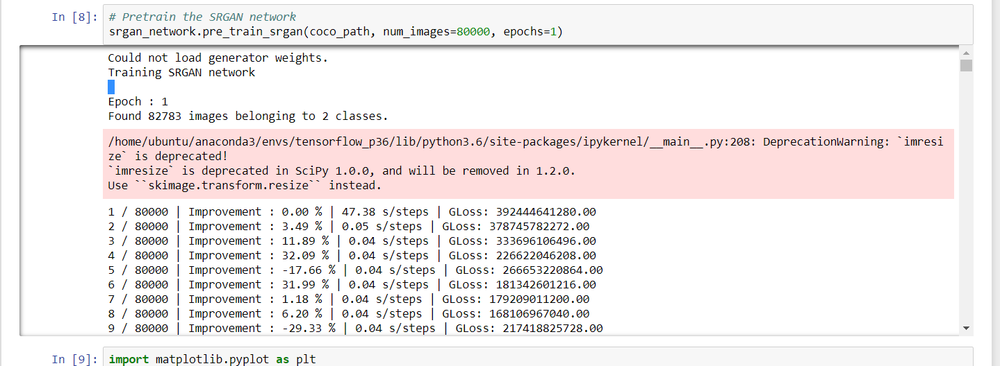 In [8]: # Pretrain the SRGAN network
srgan_network.pre_train_srgan(coco_path, num_images=80000, epochs=1)
Could not load generator weights.
Training SRGAN network
Epoch : 1
Found 82783 images belonging to 2 classes.
/home/ubuntu/anaconda3/envs/tensorflow_p36/lib/python3.6/site-packages/ipykernel/__main__.py:208: DeprecationWarning: `imresi
ze` is deprecated!
`imresize` is deprecated in SciPy 1.0.0, and will be removed in 1.2.0.
Use ``skimage.transform.resize`` instead.
1 / 80000 | Improvement : 0.00 % | 47.38 s/steps | GLoss: 392444641280.00
2 / 80000 | Improvement : 3.49 % | 0.05 s/steps | GLoss: 378745782272.00
3 / 80000 | Improvement : 11.89 % | 0.04 s/steps | GLoss: 333696106496.00
4 / 80000 | Improvement : 32.09 % | 0.04 s/steps | GLoss: 226622046208.00
5 / 80000 | Improvement : -17.66 % | 0.04 s/steps | GLoss: 266653220864.00
6 / 80000 | Improvement : 31.99 % | 0.04 s/steps | GLoss: 181342601216.00
7 / 80000 | Improvement : 1.18 % | 0.04 s/steps | GLoss: 179209011200.00
8 / 80000 | Improvement : 6.20 % | 0.04 s/steps | GLoss: 168106967040.00
9 / 80000 | Improvement : -29.33 % | 0.04 s/steps | GLoss: 217418825728.00
In [9]: import matplotlib.pyplot as plt